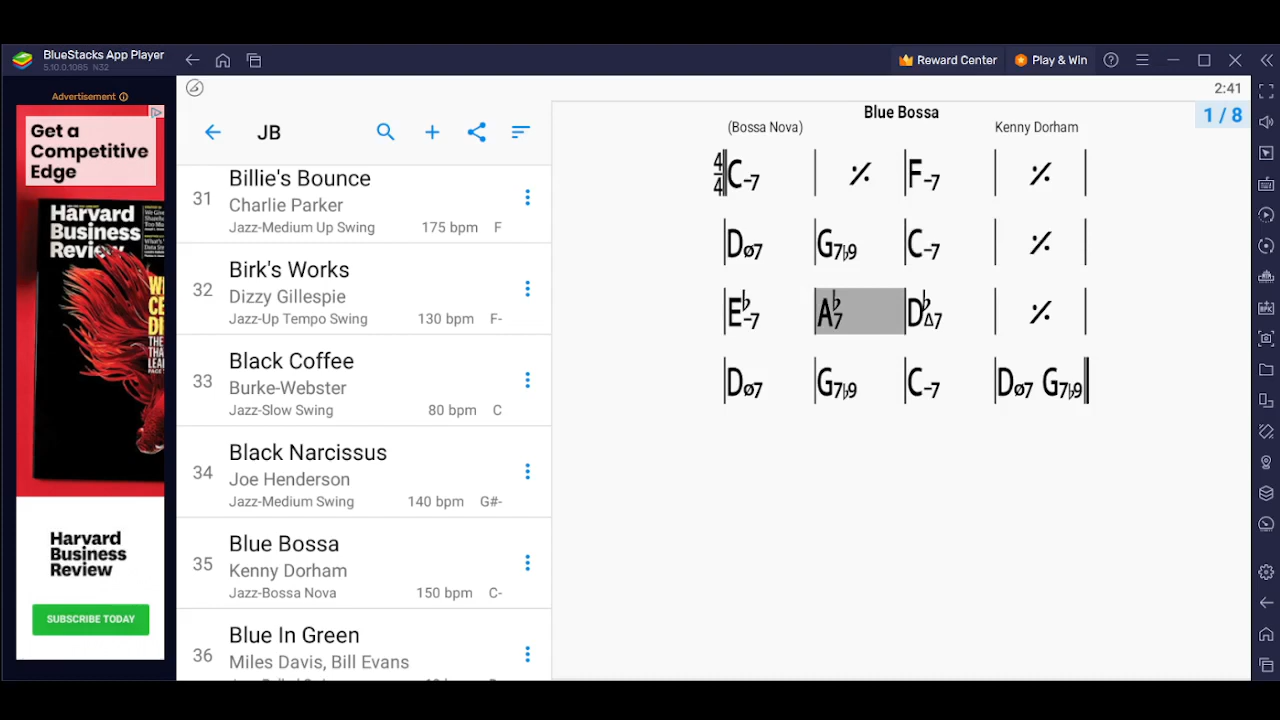 BlueStacks App Player
5.10.0.1085 N32
Reward Center
Play & Win
Advertisement
Get a
Competitive
Edge
Harvard
Business
Review
Harvard
Business
Review
SUBSCRIBE TODAY
2:41
JB
31
Billie's Bounce
Charlie Parker
Jazz-Medium Up Swing 175 bpm F
32
Birk's Works
Dizzy Gillespie
Jazz-Up Tempo Swing 130 bpm F-
33
Black Coffee
Burke-Webster
Jazz-Slow Swing 80 bpm C
34
Black Narcissus
Joe Henderson
Jazz-Medium Swing 140 bpm G#-
35
Blue Bossa
Kenny Dorham
Jazz-Bossa Nova 150 bpm C-
36
Blue In Green
Miles Davis, Bill Evans
Blue Bossa
1 / 8
(Bossa Nova) Kenny Dorham
4/4 C-7 | 𝄎 | F-7 | 𝄎 |
| Dø7 | G7♭9 | C-7 | 𝄎 |
| E♭-7 | A♭7 | D♭Δ7 | 𝄎 |
| Dø7 | G7♭9 | C-7 | Dø7 G7♭9 |